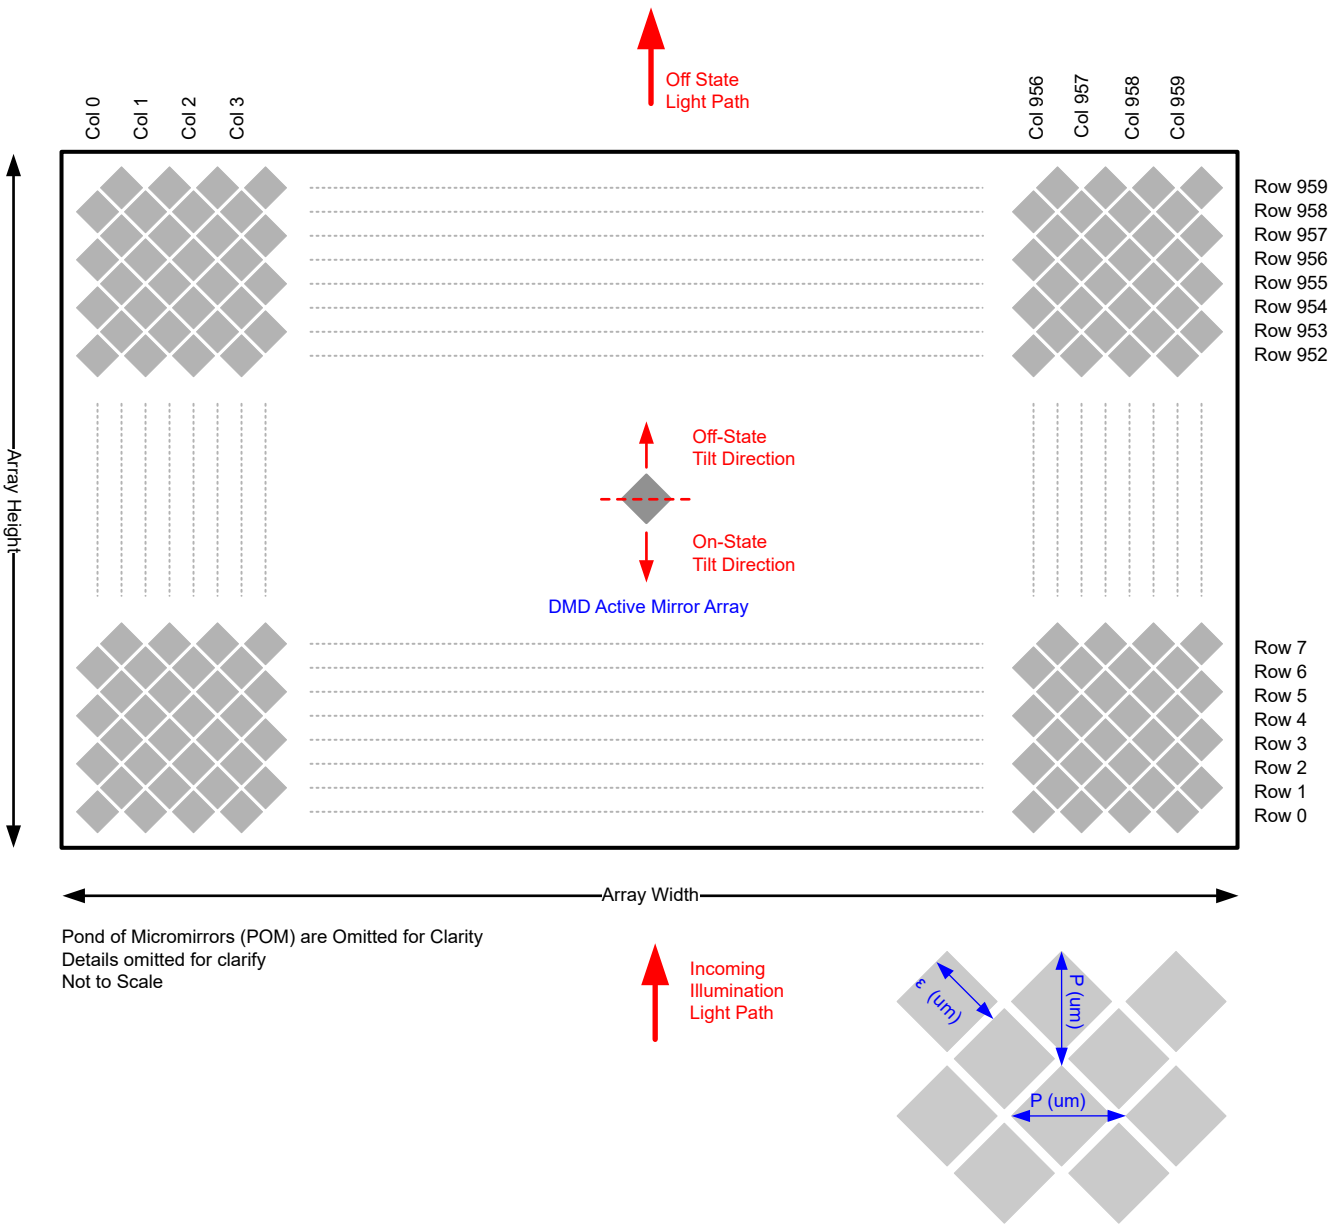 Off State
Light Path
Col 0
Col 1
Col 2
Col 3
Col 956
Col 957
Col 958
Col 959
Row 959
Row 958
Row 957
Row 956
Row 955
Row 954
Row 953
Row 952
Array Height
Off-State
Tilt Direction
On-State
Tilt Direction
DMD Active Mirror Array
Row 7
Row 6
Row 5
Row 4
Row 3
Row 2
Row 1
Row 0
Array Width
Pond of Micromirrors (POM) are Omitted for Clarity
Details omitted for clarify
Not to Scale
Incoming
Illumination
Light Path
ε (um)
P (um)
P (um)